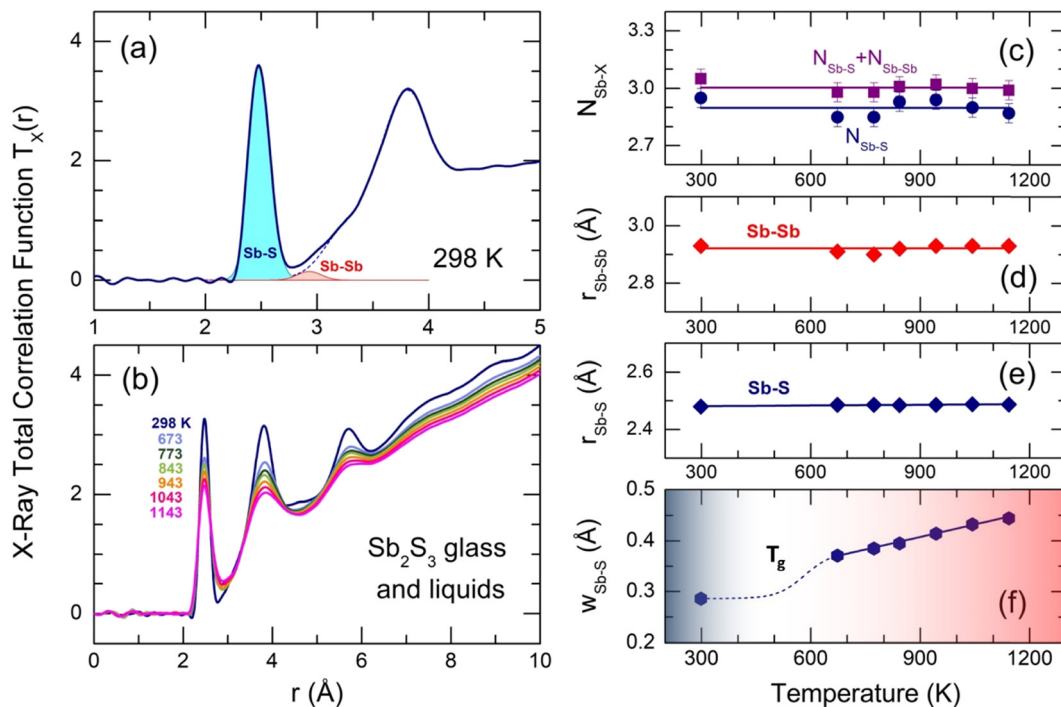 X-Ray Total Correlation Function T_X(r)
(a)
4
2
0
Sb-S
Sb-Sb
298 K
1 2 3 4 5
(b)
4
2
0
298 K
673
773
843
943
1043
1143
Sb₂S₃ glass
and liquids
0 2 4 6 8 10
r (Å)
(c)
N_Sb-X
3.3
3.0
2.7
N_Sb-S+N_Sb-Sb
N_Sb-S
300 600 900 1200
(d)
r_Sb-Sb (Å)
3.0
2.8
Sb-Sb
300 600 900 1200
(e)
r_Sb-S (Å)
2.6
2.4
Sb-S
300 600 900 1200
(f)
w_Sb-S (Å)
0.5
0.4
0.3
0.2
T_g
300 600 900 1200
Temperature (K)